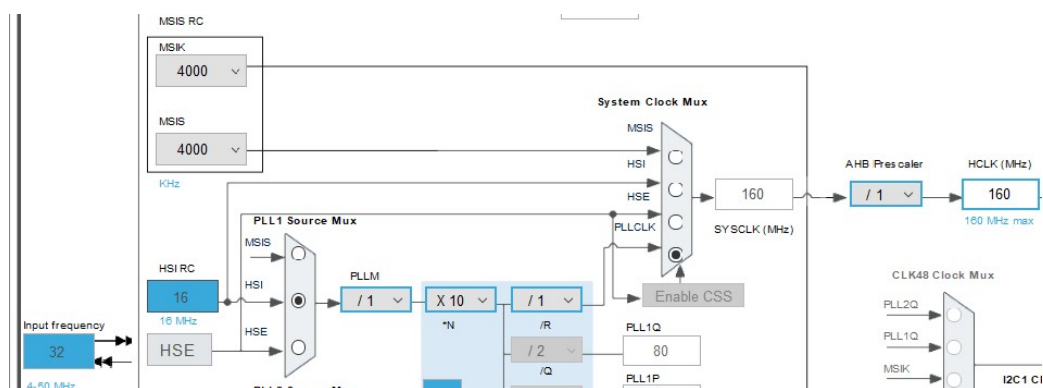 MSIS RC
MSIK
4000
MSIS
4000
KHz
System Clock Mux
MSIS
HSI
HSE
PLLCLK
160
SYSCLK (MHz)
AHB Prescaler
/ 1
HCLK (MHz)
160
160 MHz max
PLL1 Source Mux
MSIS
HSI
HSE
HSI RC
16
16 MHz
HSE
Input frequency
32
4-50 MHz
PLLM
/ 1
X 10
*N
/ 1
/R
/ 2
/Q
Enable CSS
PLL1Q
80
PLL1P
CLK48 Clock Mux
PLL2Q
PLL1Q
MSIK
I2C1 Cl